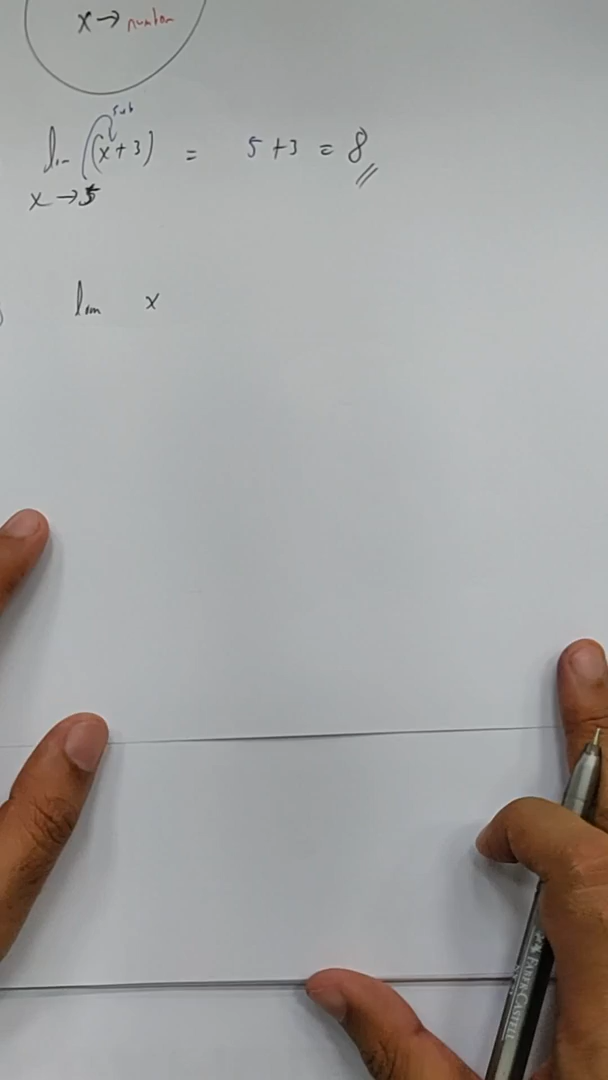 x → number
sub
lim (x+3) = 5 + 3 = 8
x → 5
lim x
FABER-CASTELL